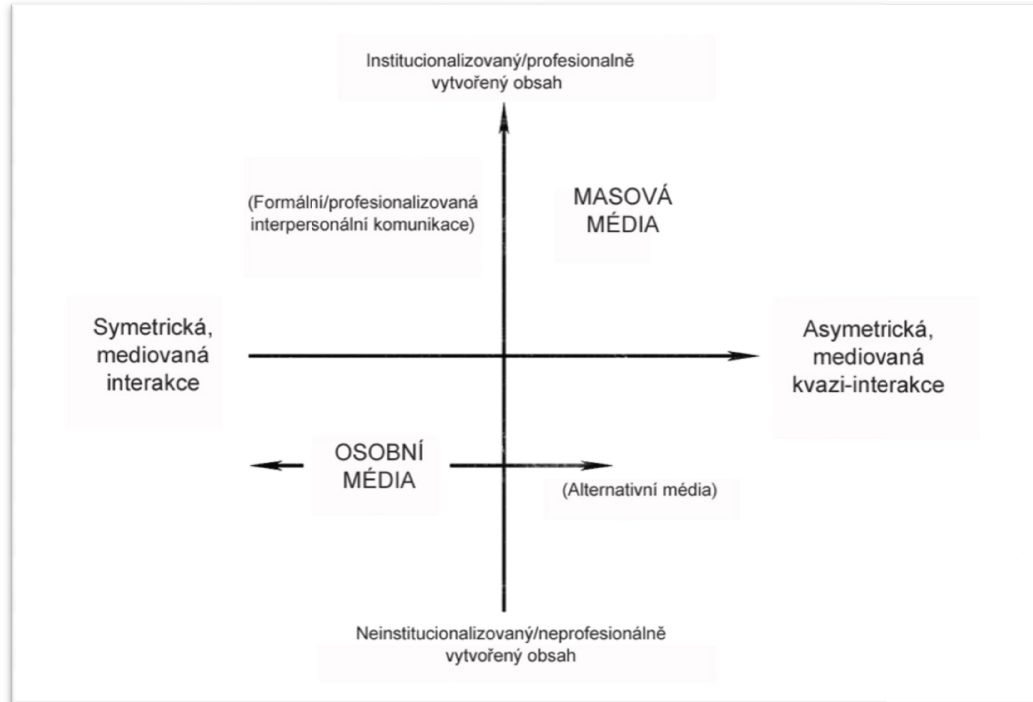 Institucionalizovaný/profesionalně
vytvořený obsah
(Formální/profesionalizovaná
interpersonální komunikace)
MASOVÁ
MÉDIA
Symetrická,
mediovaná
interakce
Asymetrická,
mediovaná
kvazi-interakce
OSOBNÍ
MÉDIA
(Alternativní média)
Neinstitucionalizovaný/neprofesionálně
vytvořený obsah